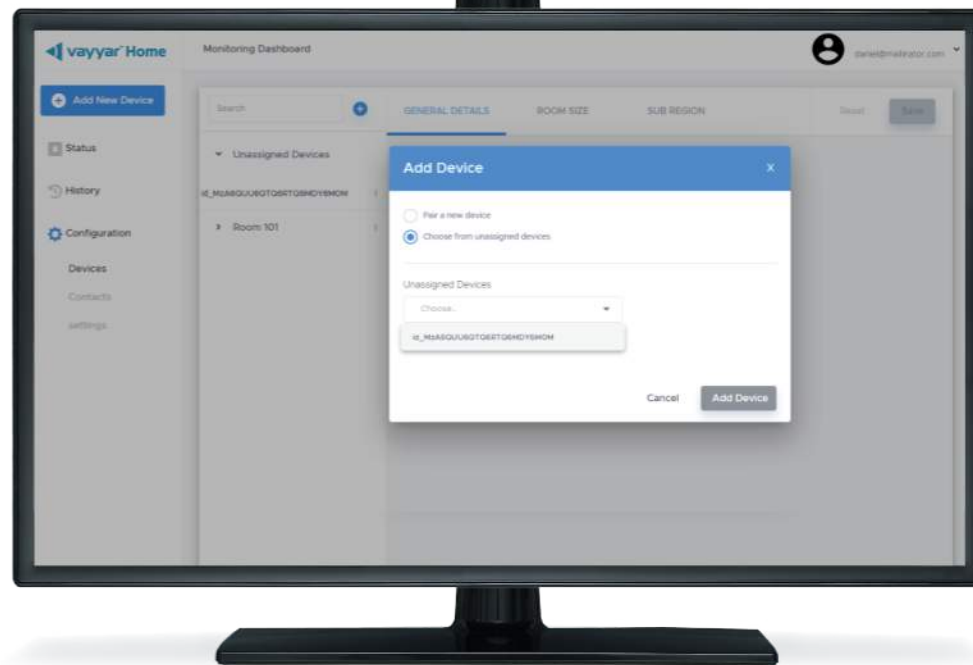 vayyar Home
Monitoring Dashboard
Add New Device
Search
GENERAL DETAILS
ROOM SIZE
SUB REGION
Reset
Save
Status
Unassigned Devices
History
Room 101
Configuration
Devices
Contacts
settings
Add Device
X
Pair a new device
Choose from unassigned devices
Unassigned Devices
Choose..
Cancel
Add Device